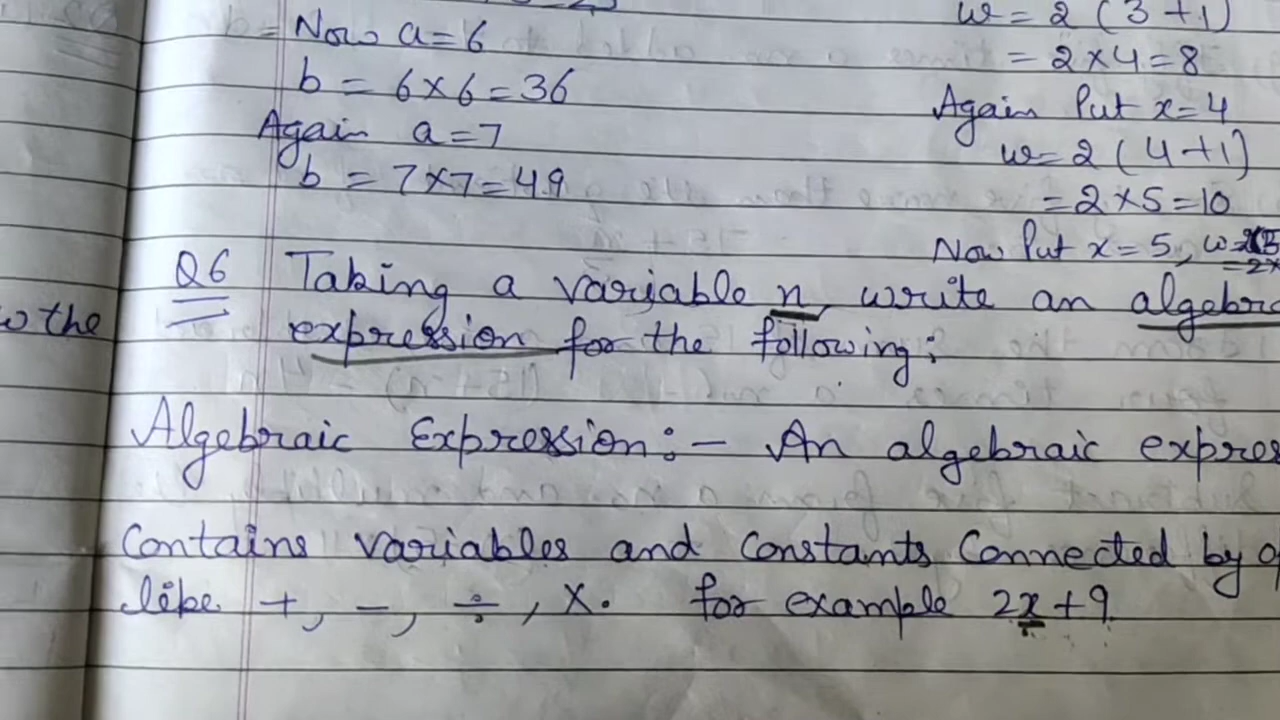 Now a=6
b = 6×6=36
Again a=7
b = 7×7=49
w = 2 (3+1)
= 2×4=8
Again Put x=4
w=2 (4+1)
=2×5=10
Now Put x=5,
Q6 Taking a variable n, write an algebra
w the
expression for the following:
Algebraic Expression:- An algebraic expres
Contains variables and constants Connected by
like +, -, ÷, ×. for example 2x+9